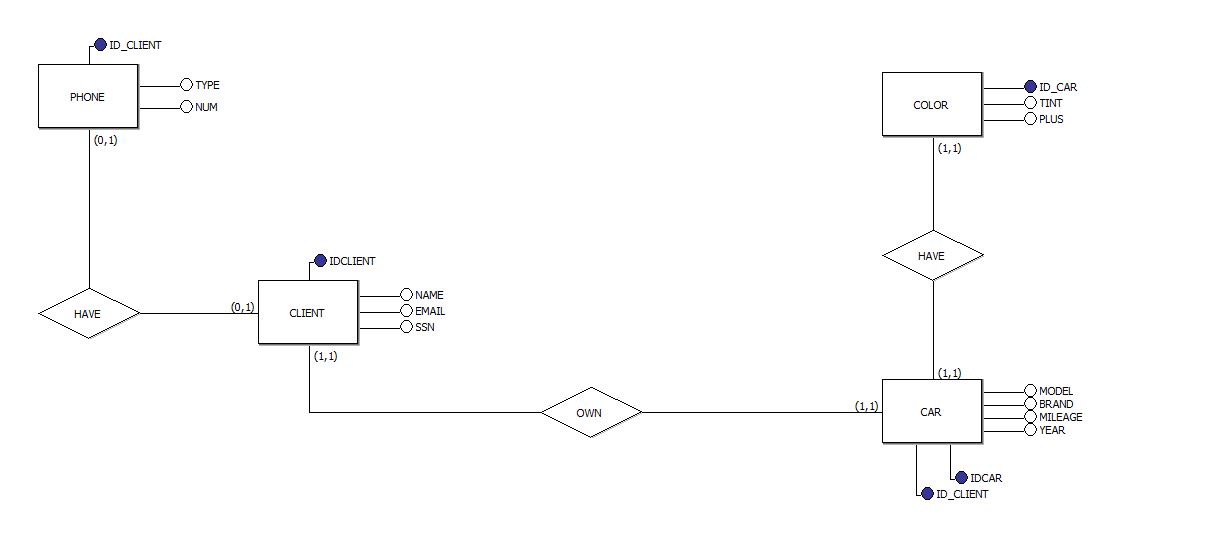 ID_CLIENT
PHONE
TYPE
NUM
(0,1)
COLOR
ID_CAR
TINT
PLUS
(1,1)
HAVE
IDCLIENT
HAVE
(0,1)
CLIENT
NAME
EMAIL
SSN
(1,1)
OWN
(1,1)
(1,1)
CAR
MODEL
BRAND
MILEAGE
YEAR
IDCAR
ID_CLIENT